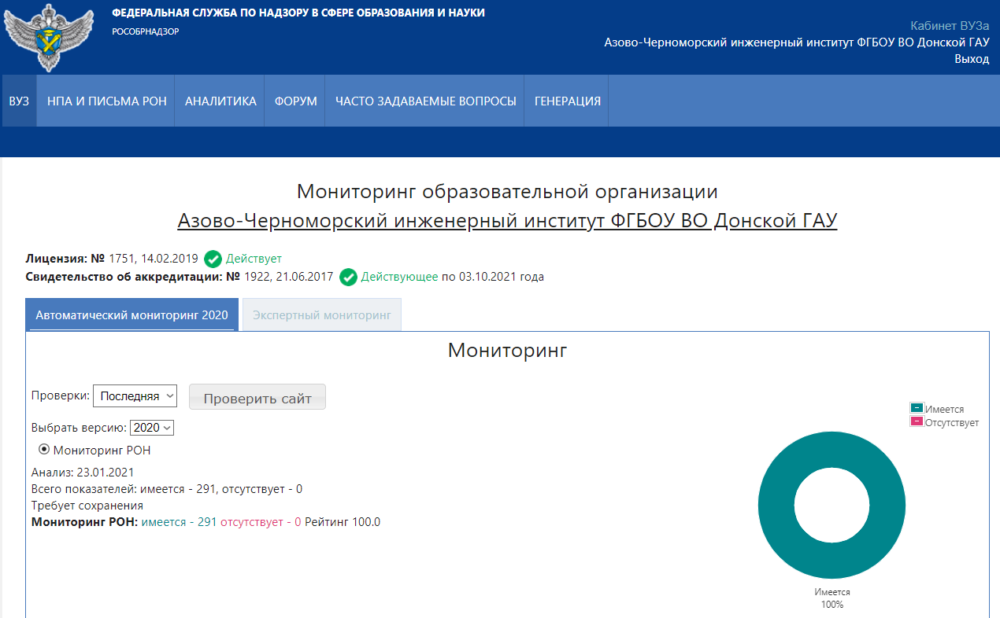 ФЕДЕРАЛЬНАЯ СЛУЖБА ПО НАДЗОРУ В СФЕРЕ ОБРАЗОВАНИЯ И НАУКИ
РОСОБРНАДЗОР
Кабинет ВУЗа
Азово-Черноморский инженерный институт ФГБОУ ВО Донской ГАУ
Выход
ВУЗ НПА И ПИСЬМА РОН АНАЛИТИКА ФОРУМ ЧАСТО ЗАДАВАЕМЫЕ ВОПРОСЫ ГЕНЕРАЦИЯ
Мониторинг образовательной организации
Азово-Черноморский инженерный институт ФГБОУ ВО Донской ГАУ
Лицензия: № 1751, 14.02.2019 Действует
Свидетельство об аккредитации: № 1922, 21.06.2017 Действующее по 03.10.2021 года
Автоматический мониторинг 2020 Экспертный мониторинг
Мониторинг
Проверки: Последняя Проверить сайт
Выбрать версию: 2020
Мониторинг РОН
Анализ: 23.01.2021
Всего показателей: имеется - 291, отсутствует - 0
Требует сохранения
Мониторинг РОН: имеется - 291 отсутствует - 0 Рейтинг 100.0
Имеется
Отсутствует
Имеется
100%